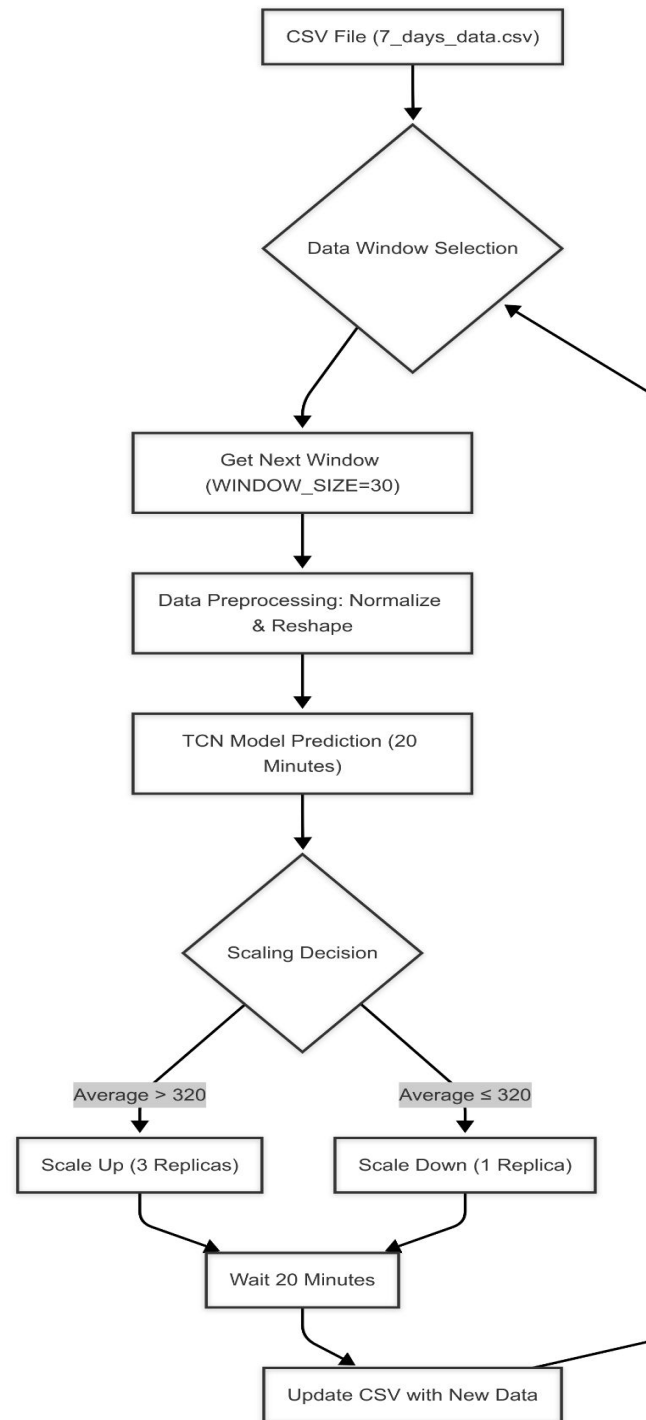 CSV File (7_days_data.csv)
Data Window Selection
Get Next Window
(WINDOW_SIZE=30)
Data Preprocessing: Normalize
& Reshape
TCN Model Prediction (20
Minutes)
Scaling Decision
Average > 320
Average ≤ 320
Scale Up (3 Replicas)
Scale Down (1 Replica)
Wait 20 Minutes
Update CSV with New Data